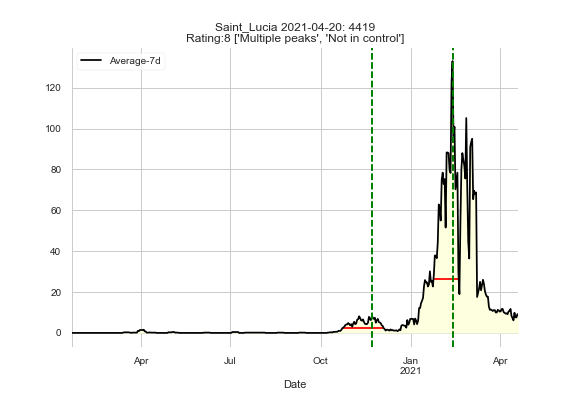 Saint_Lucia 2021-04-20: 4419
Rating:8 ['Multiple peaks', 'Not in control']
Average-7d
120
100
80
60
40
20
0
Apr
Jul
Oct
Jan
2021
Apr
Date